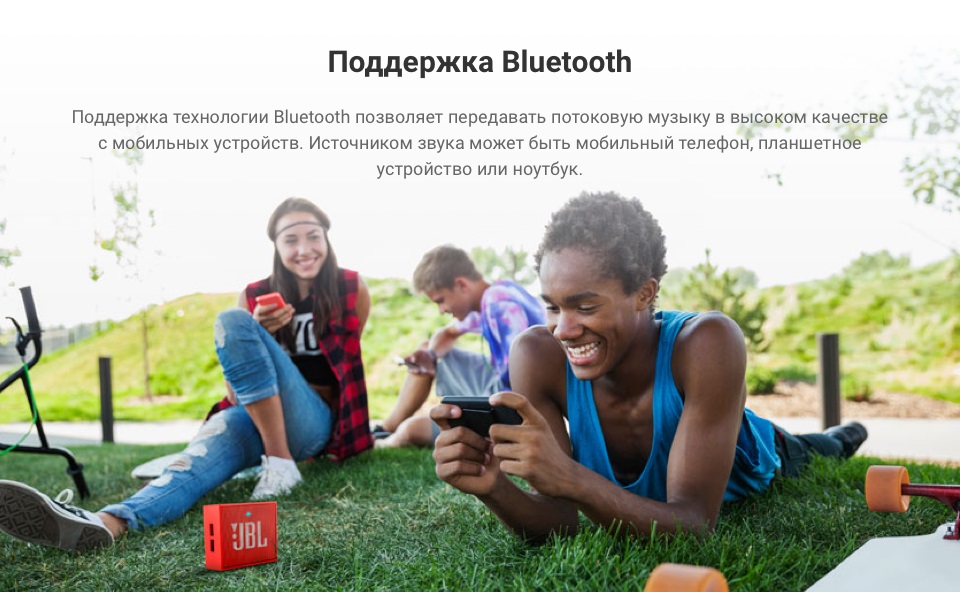 Поддержка Bluetooth
Поддержка технологии Bluetooth позволяет передавать потоковую музыку в высоком качестве
с мобильных устройств. Источником звука может быть мобильный телефон, планшетное
устройство или ноутбук.
JBL